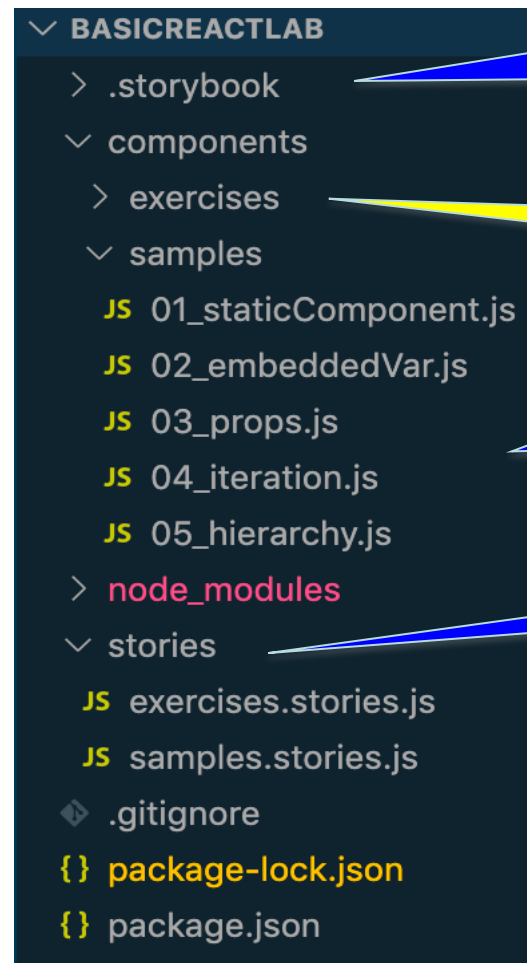 BASICREACTLAB
.storybook
components
exercises
samples
JS 01_staticComponent.js
JS 02_embeddedVar.js
JS 03_props.js
JS 04_iteration.js
JS 05_hierarchy.js
node_modules
stories
JS exercises.stories.js
JS samples.stories.js
.gitignore
{} package-lock.json
{} package.json